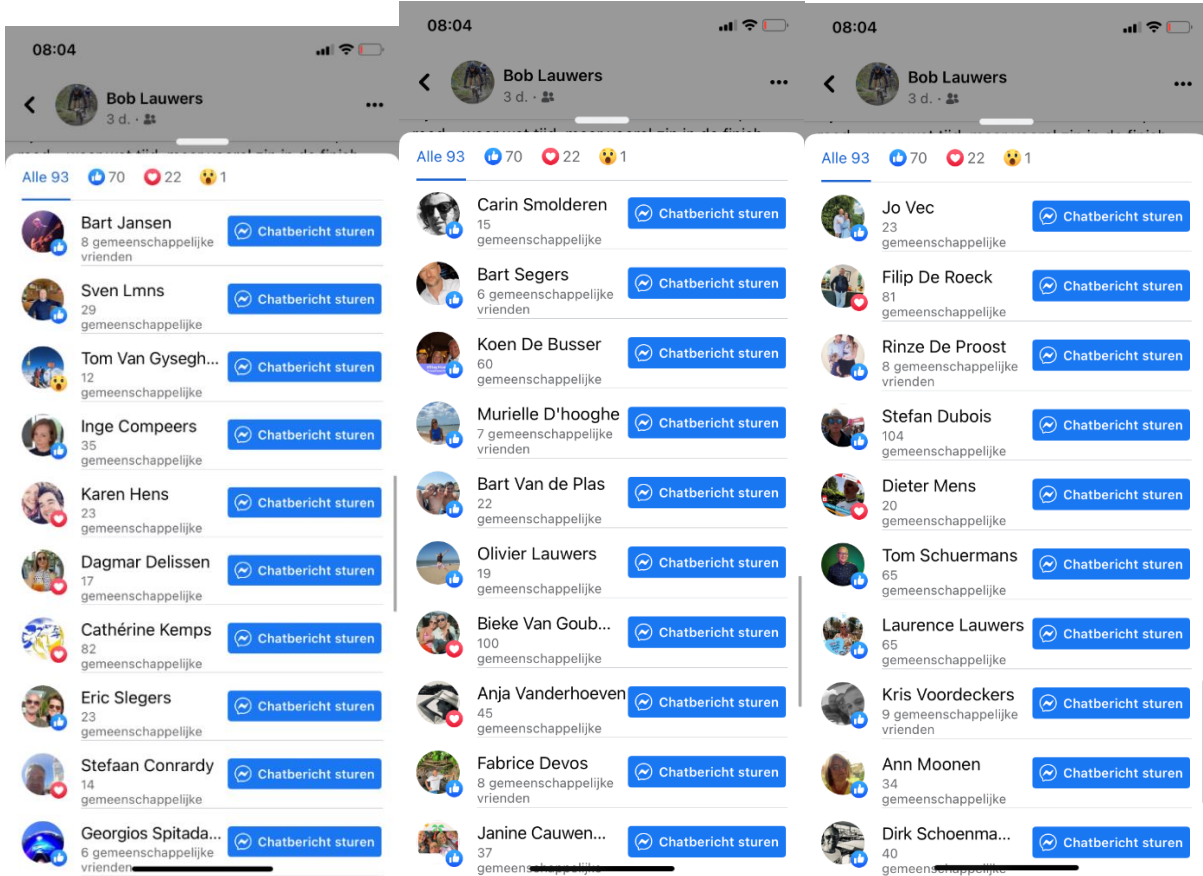 08:04
Bob Lauwers
3 d. ·
Alle 93 70 22 1
Bart Jansen
8 gemeenschappelijke
vrienden
Chatbericht sturen
Sven Lmns
29
gemeenschappelijke
Chatbericht sturen
Tom Van Gysegh...
12
gemeenschappelijke
Chatbericht sturen
Inge Compeers
35
gemeenschappelijke
Chatbericht sturen
Karen Hens
23
gemeenschappelijke
Chatbericht sturen
Dagmar Delissen
17
gemeenschappelijke
Chatbericht sturen
Cathérine Kemps
82
gemeenschappelijke
Chatbericht sturen
Eric Slegers
23
gemeenschappelijke
Chatbericht sturen
Stefaan Conrardy
14
gemeenschappelijke
Chatbericht sturen
Georgios Spitada...
6 gemeenschappelijke
vrienden
Chatbericht sturen
08:04
Bob Lauwers
3 d. ·
Alle 93 70 22 1
Carin Smolderen
15
gemeenschappelijke
Chatbericht sturen
Bart Segers
6 gemeenschappelijke
vrienden
Chatbericht sturen
Koen De Busser
60
gemeenschappelijke
Chatbericht sturen
Murielle D'hooghe
7 gemeenschappelijke
vrienden
Chatbericht sturen
Bart Van de Plas
22
gemeenschappelijke
Chatbericht sturen
Olivier Lauwers
19
gemeenschappelijke
Chatbericht sturen
Bieke Van Goub...
100
gemeenschappelijke
Chatbericht sturen
Anja Vanderhoeven
45
gemeenschappelijke
Chatbericht sturen
Fabrice Devos
8 gemeenschappelijke
vrienden
Chatbericht sturen
Janine Cauwen...
37
gemeenschappelijke
Chatbericht sturen
08:04
Bob Lauwers
3 d. ·
Alle 93 70 22 1
Jo Vec
23
gemeenschappelijke
Chatbericht sturen
Filip De Roeck
81
gemeenschappelijke
Chatbericht sturen
Rinze De Proost
8 gemeenschappelijke
vrienden
Chatbericht sturen
Stefan Dubois
104
gemeenschappelijke
Chatbericht sturen
Dieter Mens
20
gemeenschappelijke
Chatbericht sturen
Tom Schuermans
65
gemeenschappelijke
Chatbericht sturen
Laurence Lauwers
65
gemeenschappelijke
Chatbericht sturen
Kris Voordeckers
9 gemeenschappelijke
vrienden
Chatbericht sturen
Ann Moonen
34
gemeenschappelijke
Chatbericht sturen
Dirk Schoenma...
40
gemeenschappelijke
Chatbericht sturen